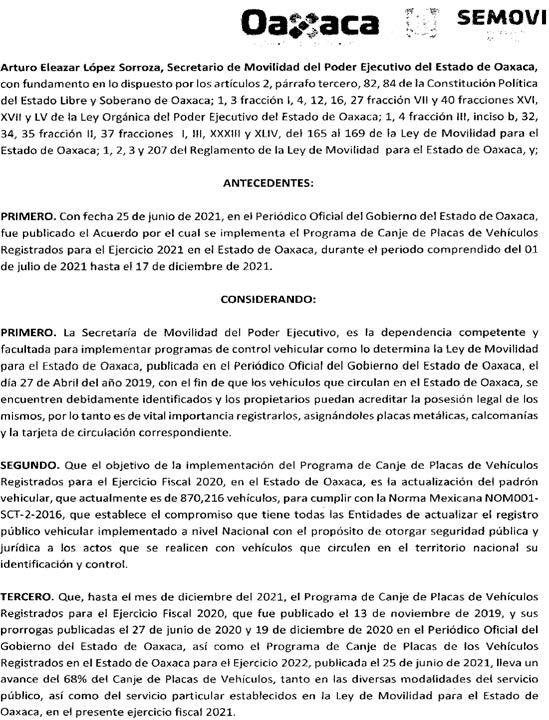 Oaxaca SEMOVI
Arturo Eleazar López Sorroza, Secretario de Movilidad del Poder Ejecutivo del Estado de Oaxaca,
con fundamento en lo dispuesto por los artículos 2, párrafo tercero, 82, 84 de la Constitución Política
del Estado Libre y Soberano de Oaxaca; 1, 3 fracción I, 4, 12, 16, 27 fracción VII y 40 fracciones XVI,
XVII y LV de la Ley Orgánica del Poder Ejecutivo del Estado de Oaxaca; 1, 4 fracción III, inciso b, 32,
34, 35 fracción II, 37 fracciones I, III, XXXIII y XLIV, del 165 al 169 de la Ley de Movilidad para el
Estado de Oaxaca; 1, 2, 3 y 207 del Reglamento de la Ley de Movilidad para el Estado de Oaxaca, y;
ANTECEDENTES:
PRIMERO. Con fecha 25 de junio de 2021, en el Periódico Oficial del Gobierno del Estado de Oaxaca,
fue publicado el Acuerdo por el cual se implementa el Programa de Canje de Placas de Vehículos
Registrados para el Ejercicio 2021 en el Estado de Oaxaca, durante el periodo comprendido del 01
de julio de 2021 hasta el 17 de diciembre de 2021.
CONSIDERANDO:
PRIMERO. La Secretaría de Movilidad del Poder Ejecutivo, es la dependencia competente y
facultada para implementar programas de control vehicular como lo determina la Ley de Movilidad
para el Estado de Oaxaca, publicada en el Periódico Oficial del Gobierno del Estado de Oaxaca, el
día 27 de Abril del año 2019, con el fin de que los vehículos que circulan en el Estado de Oaxaca, se
encuentren debidamente identificados y los propietarios puedan acreditar la posesión legal de los
mismos, por lo tanto es de vital importancia registrarlos, asignándoles placas metálicas, calcomanías
y la tarjeta de circulación correspondiente.
SEGUNDO. Que el objetivo de la implementación del Programa de Canje de Placas de Vehículos
Registrados para el Ejercicio Fiscal 2020, en el Estado de Oaxaca, es la actualización del padrón
vehicular, que actualmente es de 870,216 vehículos, para cumplir con la Norma Mexicana NOM001-
SCT-2-2016, que establece el compromiso que tiene todas las Entidades de actualizar el registro
público vehicular implementado a nivel Nacional con el propósito de otorgar seguridad pública y
jurídica a los actos que se realicen con vehículos que circulen en el territorio nacional su
identificación y control.
TERCERO. Que, hasta el mes de diciembre del 2021, el Programa de Canje de Placas de Vehículos
Registrados para el Ejercicio Fiscal 2020, que fue publicado el 13 de noviembre de 2019, y sus
prorrogas publicadas el 27 de junio de 2020 y 19 de diciembre de 2020 en el Periódico Oficial del
Gobierno del Estado de Oaxaca, así como el Programa de Canje de Placas de los Vehículos
Registrados en el Estado de Oaxaca para el Ejercicio 2022, publicada el 25 de junio de 2021, lleva un
avance del 68% del Canje de Placas de Vehículos, tanto en las diversas modalidades del servicio
público, así como del servicio particular establecidos en la Ley de Movilidad para el Estado de
Oaxaca, en el presente ejercicio fiscal 2021.